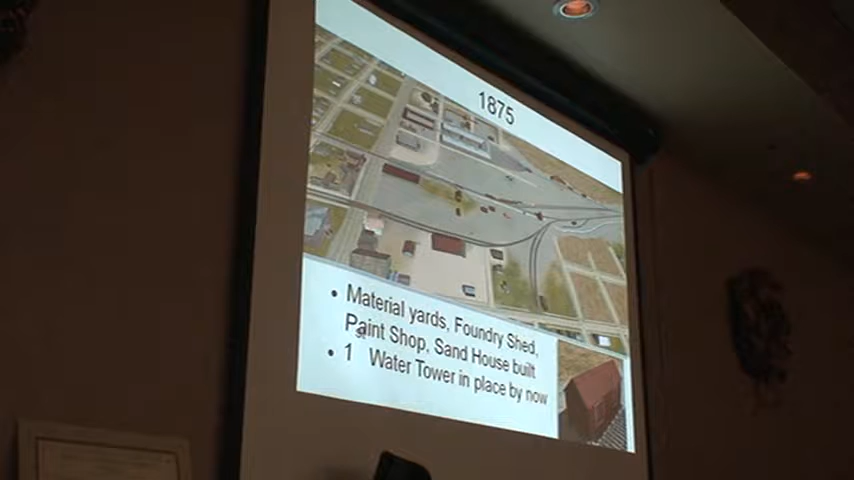 1875
• Material yards, Foundry Shed,
Paint Shop, Sand House built
• 1 Water Tower in place by now